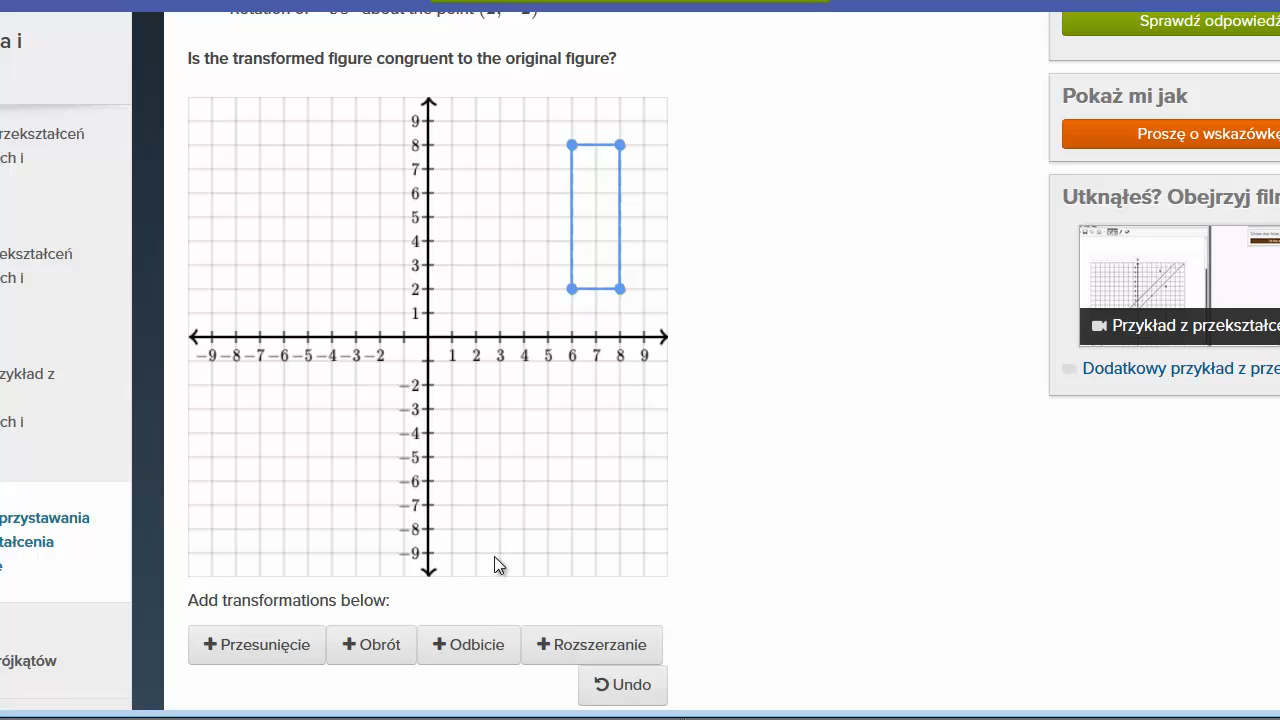 about the point
Is the transformed figure congruent to the original figure?
a i
rzekształceń
ch i
ekształceń
ch i
zykład z
ch i
przystawania
tałcenia
e
rójkątów
9
8
7
6
5
4
3
2
1
−9 −8 −7 −6 −5 −4 −3 −2 1 2 3 4 5 6 7 8 9
−2
−3
−4
−5
−6
−7
−8
−9
Add transformations below:
Przesunięcie Obrót Odbicie Rozszerzanie
Undo
Sprawdź odpowiedź
Pokaż mi jak
Proszę o wskazówkę
Utknąłeś? Obejrzyj film
Przykład z przekształce
Dodatkowy przykład z prze